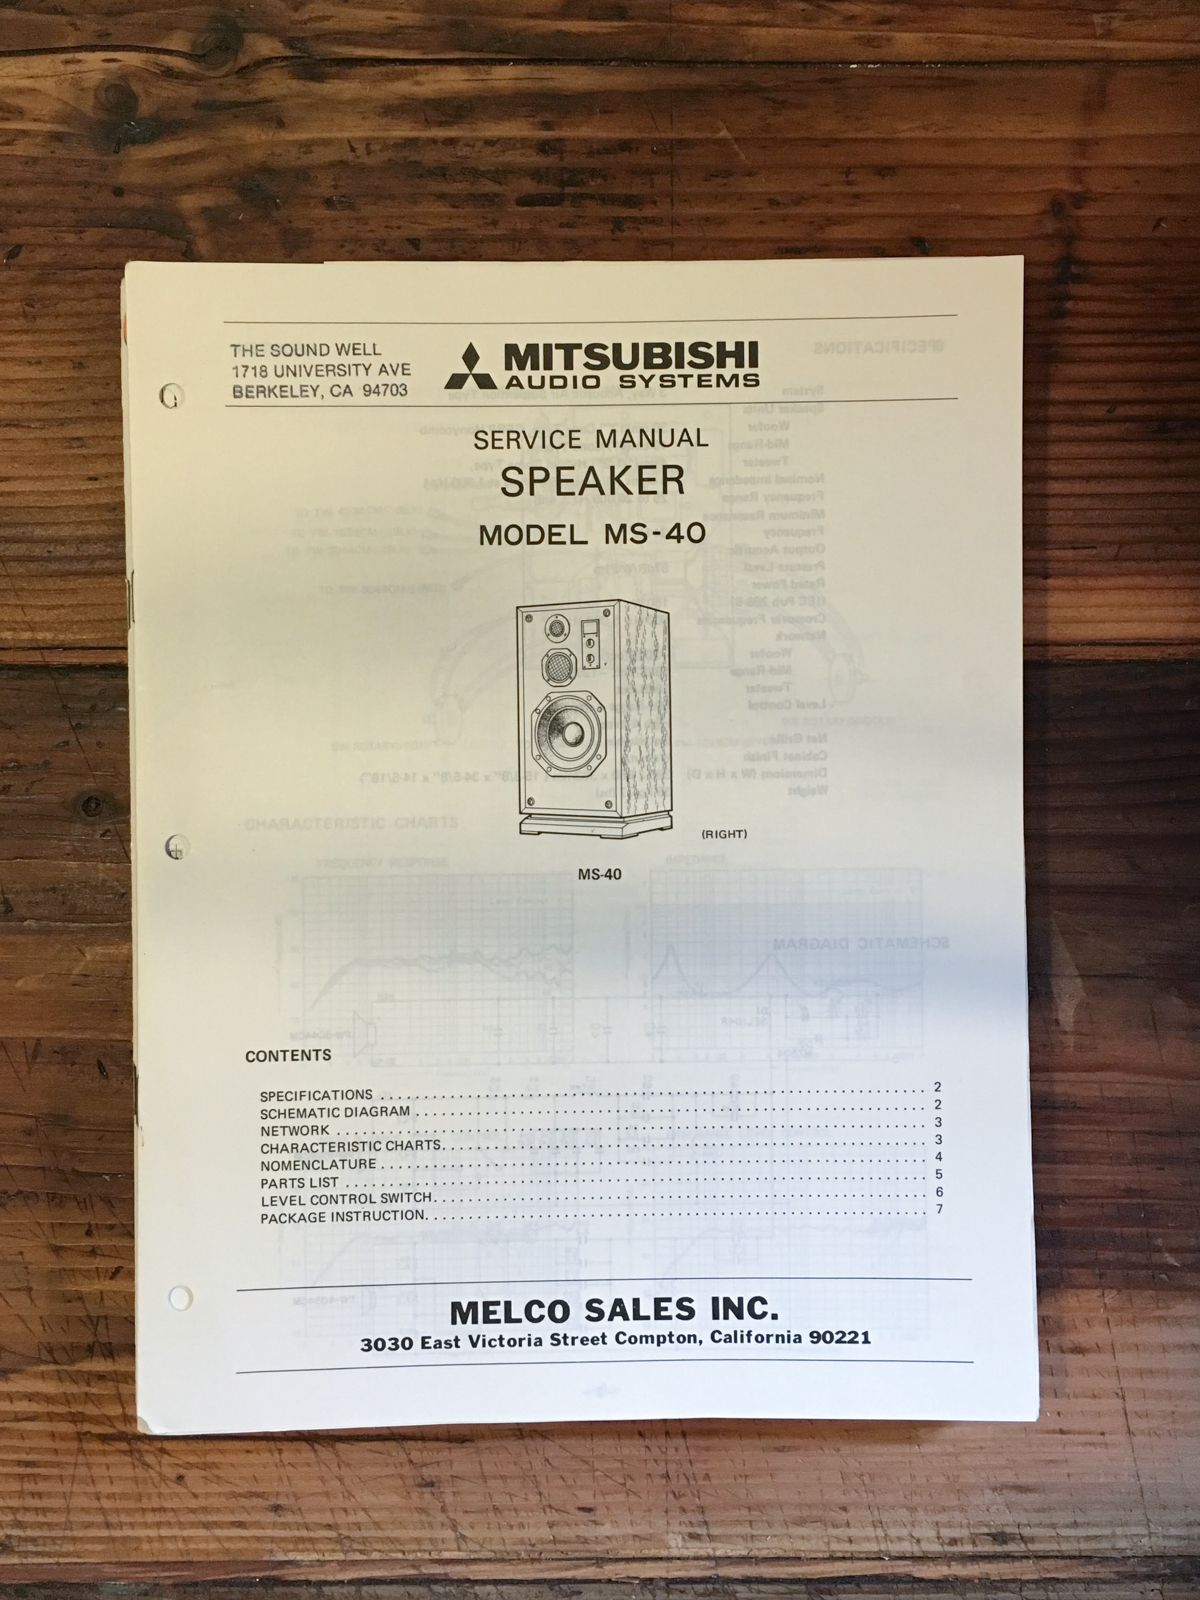 THE SOUND WELL
1718 UNIVERSITY AVE
BERKELEY, CA 94703
MITSUBISHI
AUDIO SYSTEMS
SERVICE MANUAL
SPEAKER
MODEL MS-40
(RIGHT)
MS-40
CONTENTS
SPECIFICATIONS . . . . . . . . . . 2
SCHEMATIC DIAGRAM . . . . . . . . . . 2
NETWORK . . . . . . . . . . 3
CHARACTERISTIC CHARTS. . . . . . . . . . 3
NOMENCLATURE . . . . . . . . . . 4
PARTS LIST . . . . . . . . . . 5
LEVEL CONTROL SWITCH. . . . . . . . . . 6
PACKAGE INSTRUCTION. . . . . . . . . . 7
MELCO SALES INC.
3030 East Victoria Street Compton, California 90221